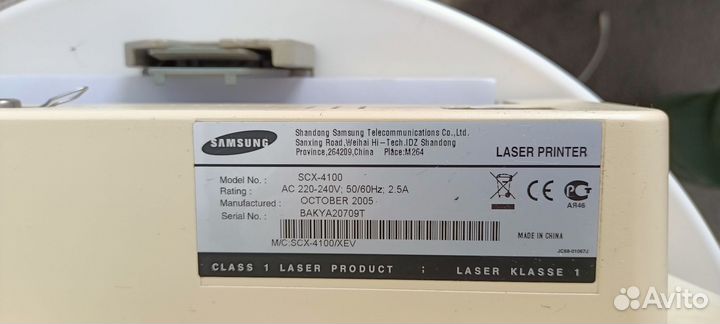 SAMSUNG
Shandong Samsung Telecommunications Co.,Ltd.
Sanxing Road,Weihai Hi-Tech.IDZ Shandong
Province,264209,China Place:M264
LASER PRINTER
Model No.: SCX-4100
Rating: AC 220-240V; 50/60Hz; 2.5A
Manufactured: OCTOBER 2005
Serial No.: BAKYA20709T
M/C:SCX-4100/XEV
CE
АЯ46
MADE IN CHINA
JC68-01067J
CLASS 1 LASER PRODUCT ; LASER KLASSE 1
Avito